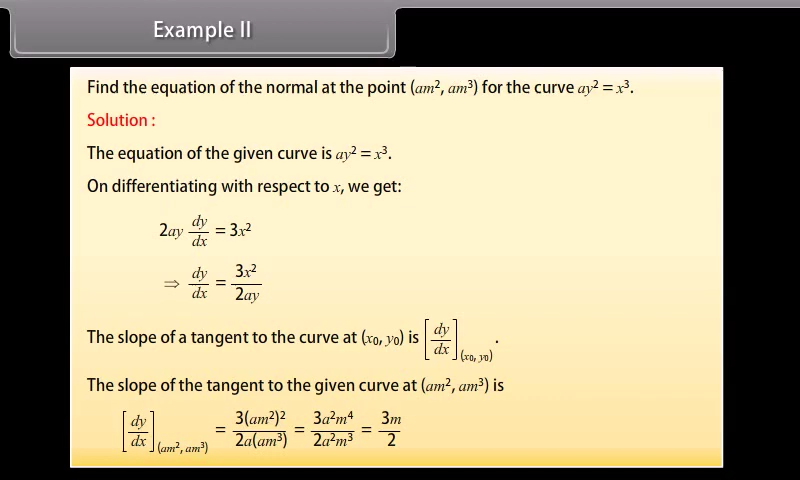 Example II
Find the equation of the normal at the point (am², am³) for the curve ay² = x³.
Solution :
The equation of the given curve is ay² = x³.
On differentiating with respect to x, we get:
2ay dy/dx = 3x²
⇒ dy/dx = 3x²/2ay
The slope of a tangent to the curve at (x₀, y₀) is [dy/dx](x₀, y₀).
The slope of the tangent to the given curve at (am², am³) is
[dy/dx](am², am³) = 3(am²)²/2a(am³) = 3a²m⁴/2a²m³ = 3m/2